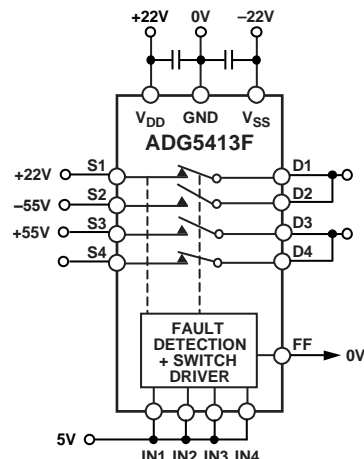 +22V 0V –22V
VDD GND VSS
ADG5413F
+22V S1 D1
–55V S2 D2
+55V S3 D3
S4 D4
FAULT
DETECTION
+ SWITCH
DRIVER
FF 0V
5V
IN1 IN2 IN3 IN4